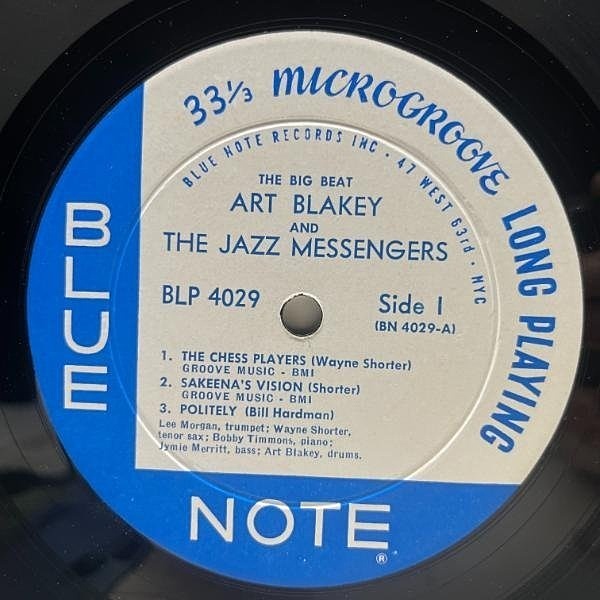 33⅓ MICROGROOVE LONG PLAYING
BLUE NOTE RECORDS INC · 47 WEST 63rd · NYC
THE BIG BEAT
ART BLAKEY
AND
THE JAZZ MESSENGERS
BLP 4029
Side 1
(BN 4029-A)
1. THE CHESS PLAYERS (Wayne Shorter)
GROOVE MUSIC - BMI
2. SAKEENA'S VISION (Shorter)
GROOVE MUSIC - BMI
3. POLITELY (Bill Hardman)
Lee Morgan, trumpet; Wayne Shorter,
tenor sax; Bobby Timmons, piano;
Jymie Merritt, bass; Art Blakey, drums.
BLUE
NOTE
®